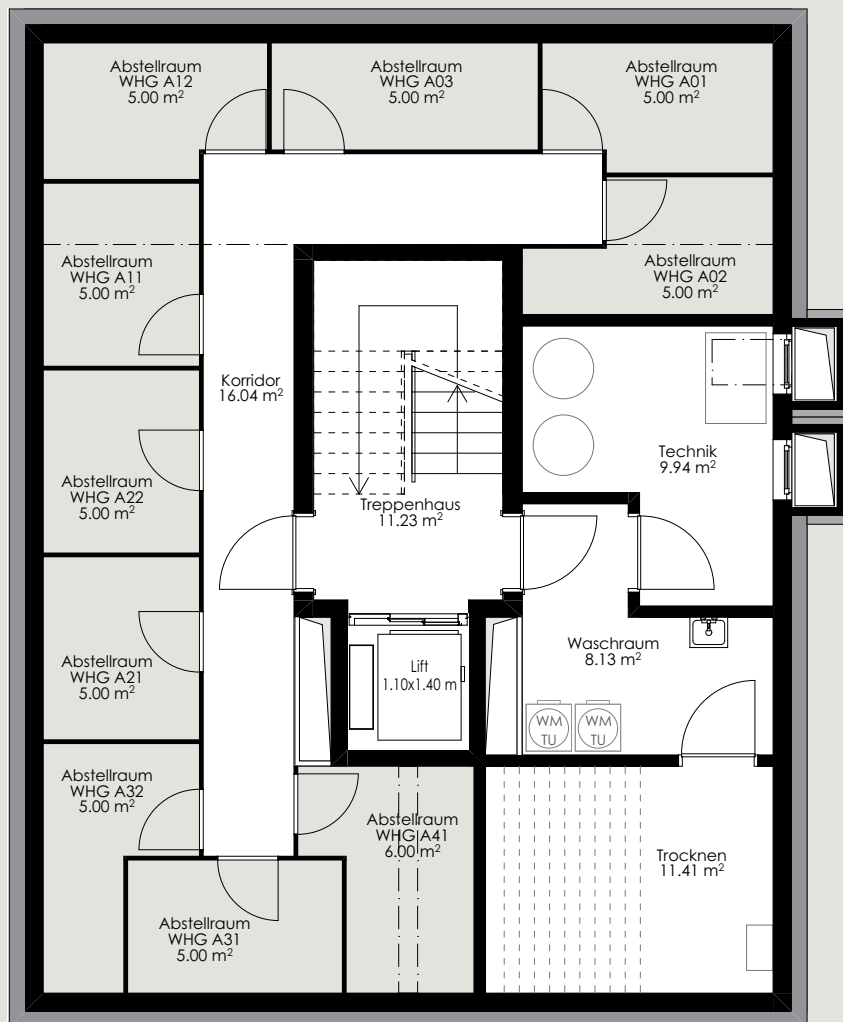 Abstellraum
WHG A12
5.00 m²
Abstellraum
WHG A03
5.00 m²
Abstellraum
WHG A01
5.00 m²
Abstellraum
WHG A11
5.00 m²
Abstellraum
WHG A02
5.00 m²
Korridor
16.04 m²
Technik
9.94 m²
Abstellraum
WHG A22
5.00 m²
Treppenhaus
11.23 m²
Waschraum
8.13 m²
Abstellraum
WHG A21
5.00 m²
Lift
1.10x1.40 m
WM
TU
WM
TU
Abstellraum
WHG A32
5.00 m²
Abstellraum
WHG A41
6.00 m²
Trocknen
11.41 m²
Abstellraum
WHG A31
5.00 m²